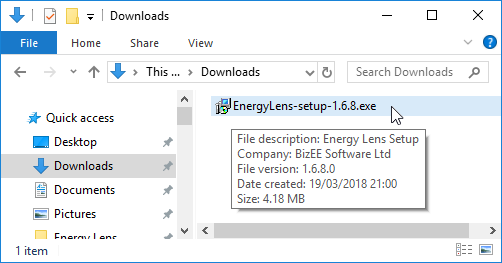 Downloads
File Home Share View
This ... Downloads
Search Downloads
Quick access
Desktop
Downloads
Documents
Pictures
Energy Lens
EnergyLens-setup-1.6.8.exe
File description: Energy Lens Setup
Company: BizEE Software Ltd
File version: 1.6.8.0
Date created: 19/03/2018 21:00
Size: 4.18 MB
1 item